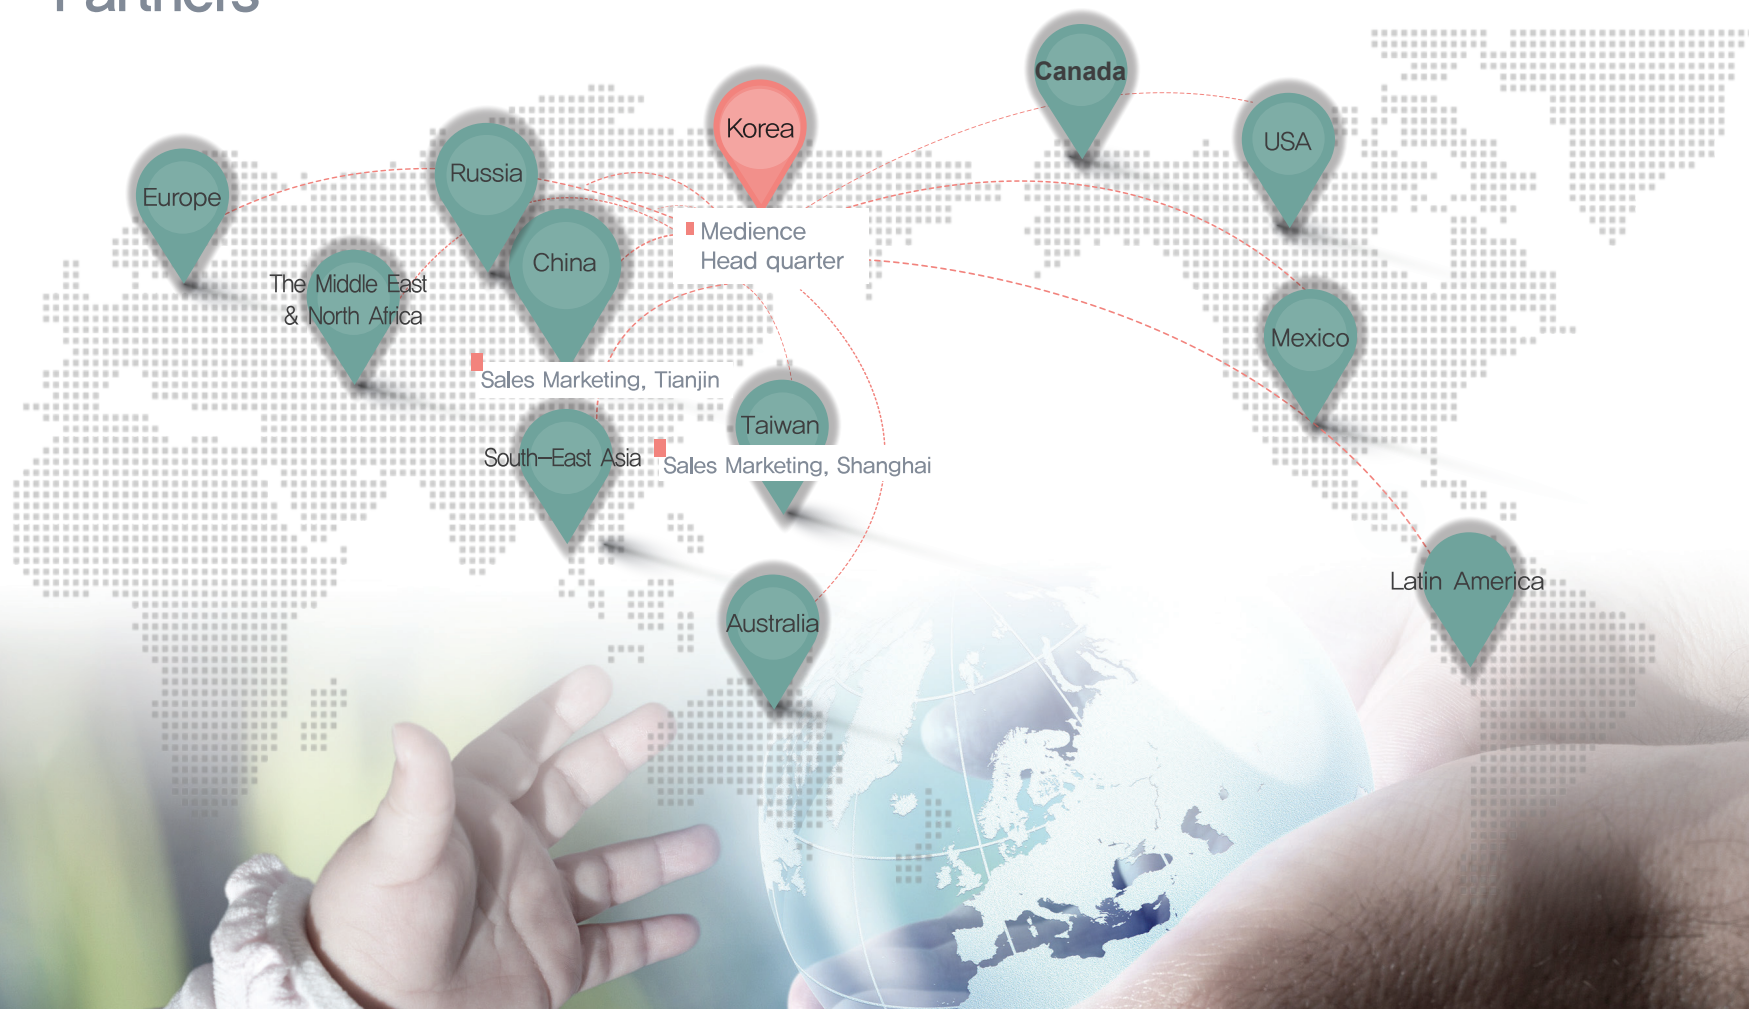 Partners
Canada
Korea
USA
Russia
Europe
Medience
Head quarter
China
The Middle East
& North Africa
Mexico
Sales Marketing, Tianjin
Taiwan
South-East Asia
Sales Marketing, Shanghai
Latin America
Australia